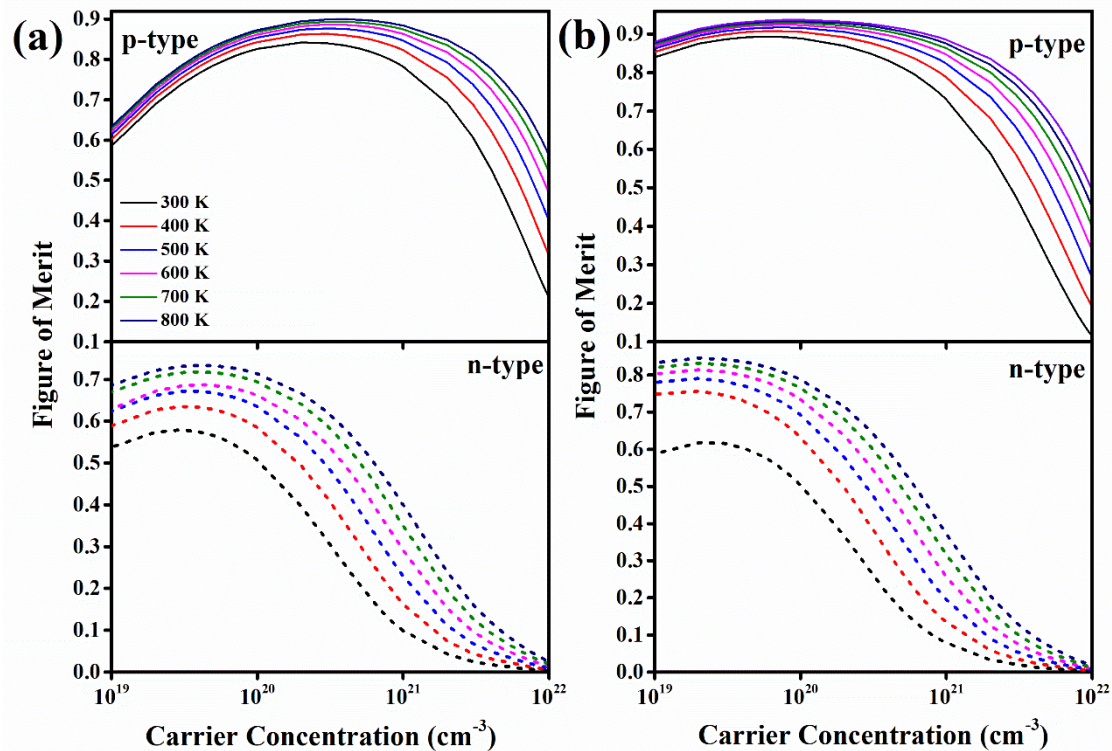 (a)
p-type
0.9
0.8
0.7
0.6
0.5
0.4
0.3
0.2
0.1
300 K
400 K
500 K
600 K
700 K
800 K
Figure of Merit
n-type
0.7
0.6
0.5
0.4
0.3
0.2
0.1
0.0
10^19
10^20
10^21
10^22
Carrier Concentration (cm^-3)
(b)
p-type
0.9
0.8
0.7
0.6
0.5
0.4
0.3
0.2
Figure of Merit
n-type
0.8
0.7
0.6
0.5
0.4
0.3
0.2
0.1
0.0
10^19
10^20
10^21
10^22
Carrier Concentration (cm^-3)